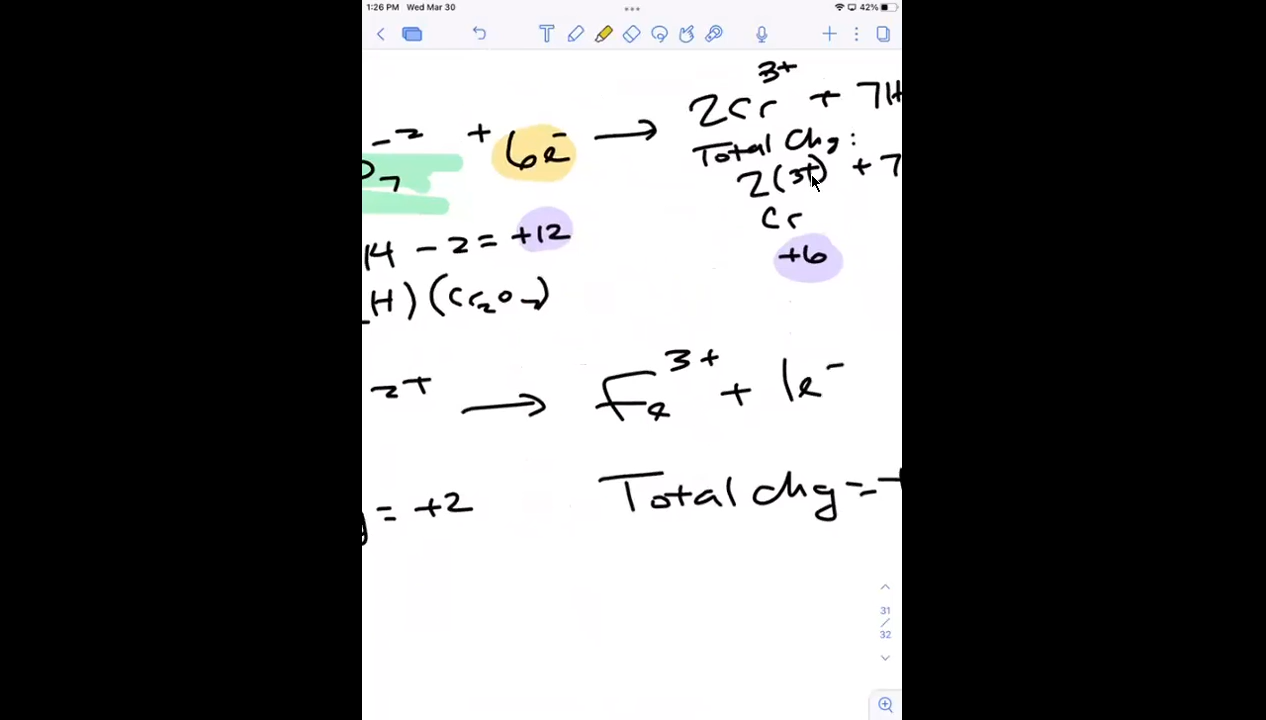 1:26 PM Wed Mar 30 42%
3+
-2 + 6e⁻ → 2Cr + 7H
7 Total Chg:
2(3+) + 7
14 - 2 = +12 Cr
H) (Cr₂O₇) +6
2+ → Fe³⁺ + 1e⁻
g = +2 Total chg = +
31
/
32